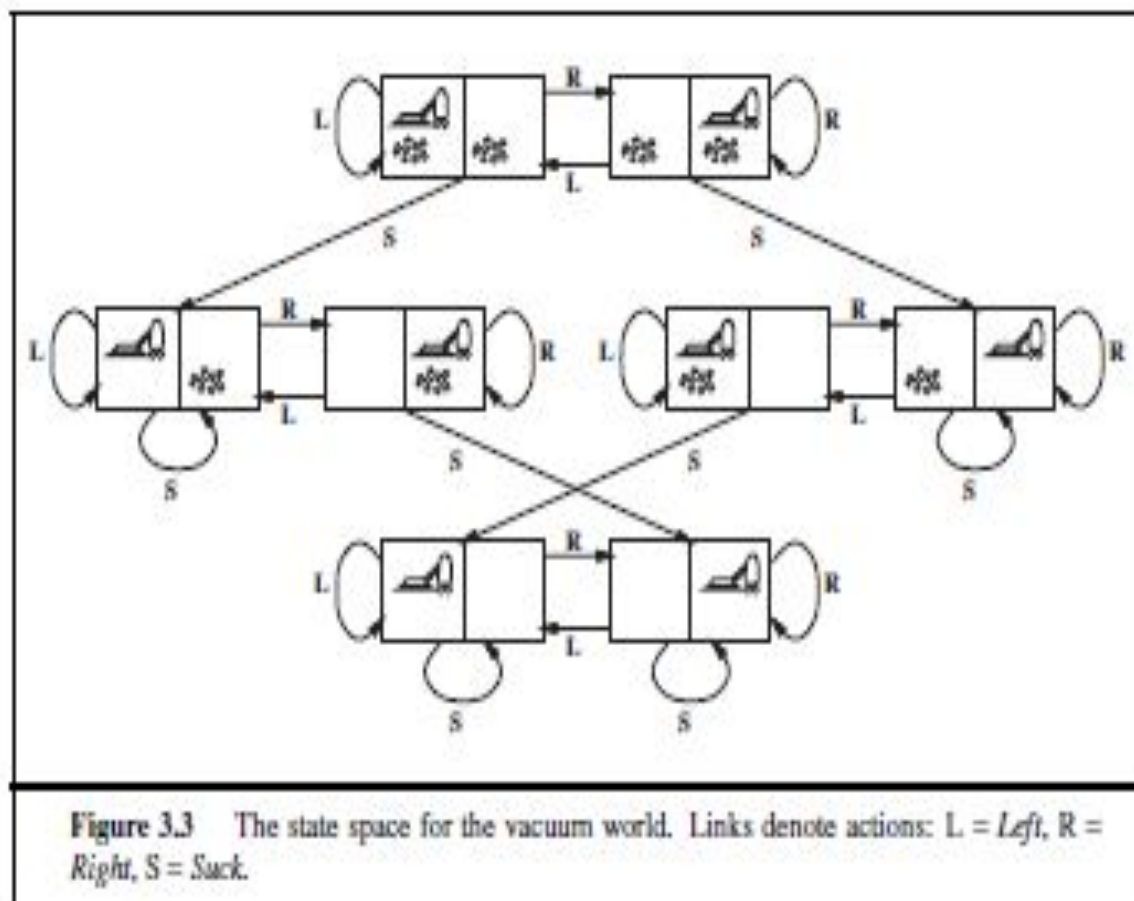 R
L R
L
S S
R R
L R L R
L L
S S
S S
R
L R
L
S S
Figure 3.3 The state space for the vacuum world. Links denote actions: L = Left, R =
Right, S = Suck.